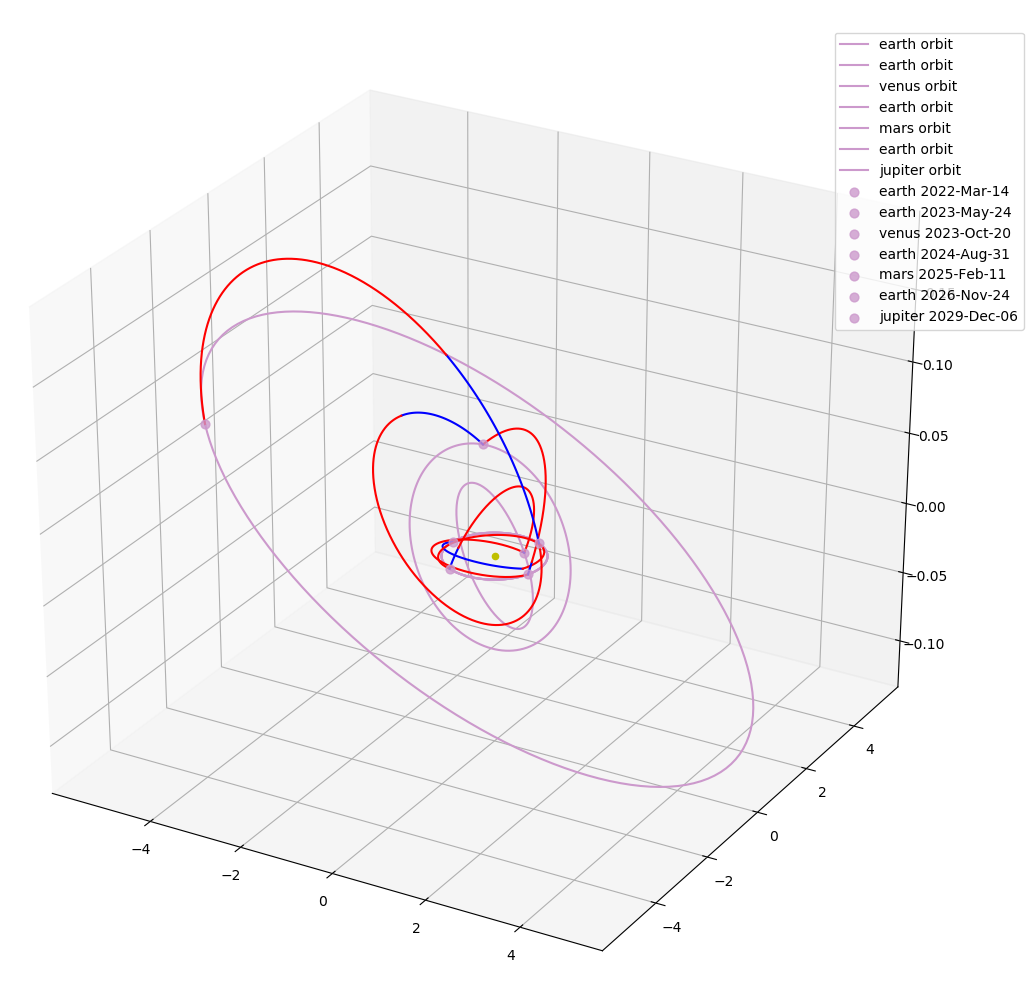 earth orbit
earth orbit
venus orbit
earth orbit
mars orbit
earth orbit
jupiter orbit
earth 2022-Mar-14
earth 2023-May-24
venus 2023-Oct-20
earth 2024-Aug-31
mars 2025-Feb-11
earth 2026-Nov-24
jupiter 2029-Dec-06
0.10
0.05
0.00
−0.05
−0.10
4
2
0
−2
−4
−4
−2
0
2
4